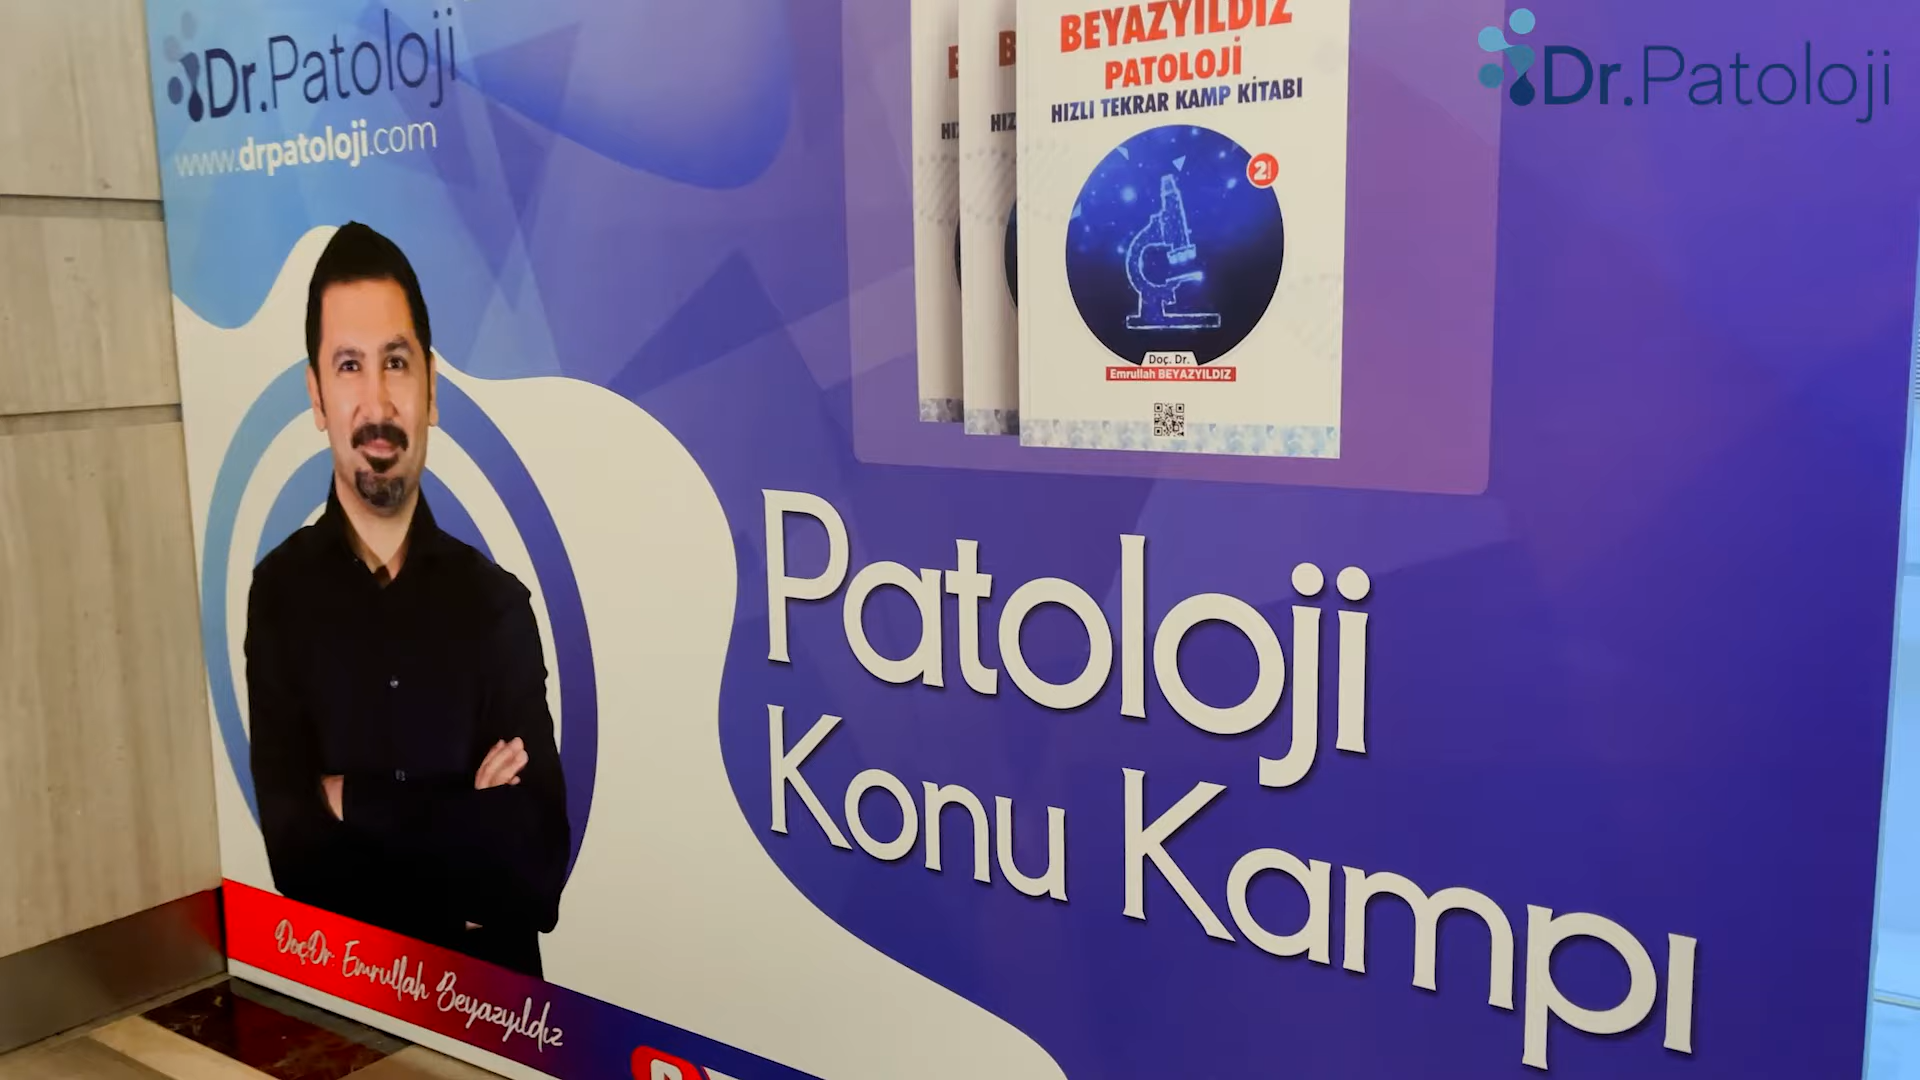 Dr.Patoloji
www.drpatoloji.com
BEYAZYILDIZ
PATOLOJİ
HIZLI TEKRAR KAMP KİTABI
2
Doç. Dr.
Emrullah BEYAZYILDIZ
Dr.Patoloji
Patoloji
Konu Kampı
Doç.Dr. Emrullah Beyazyıldız